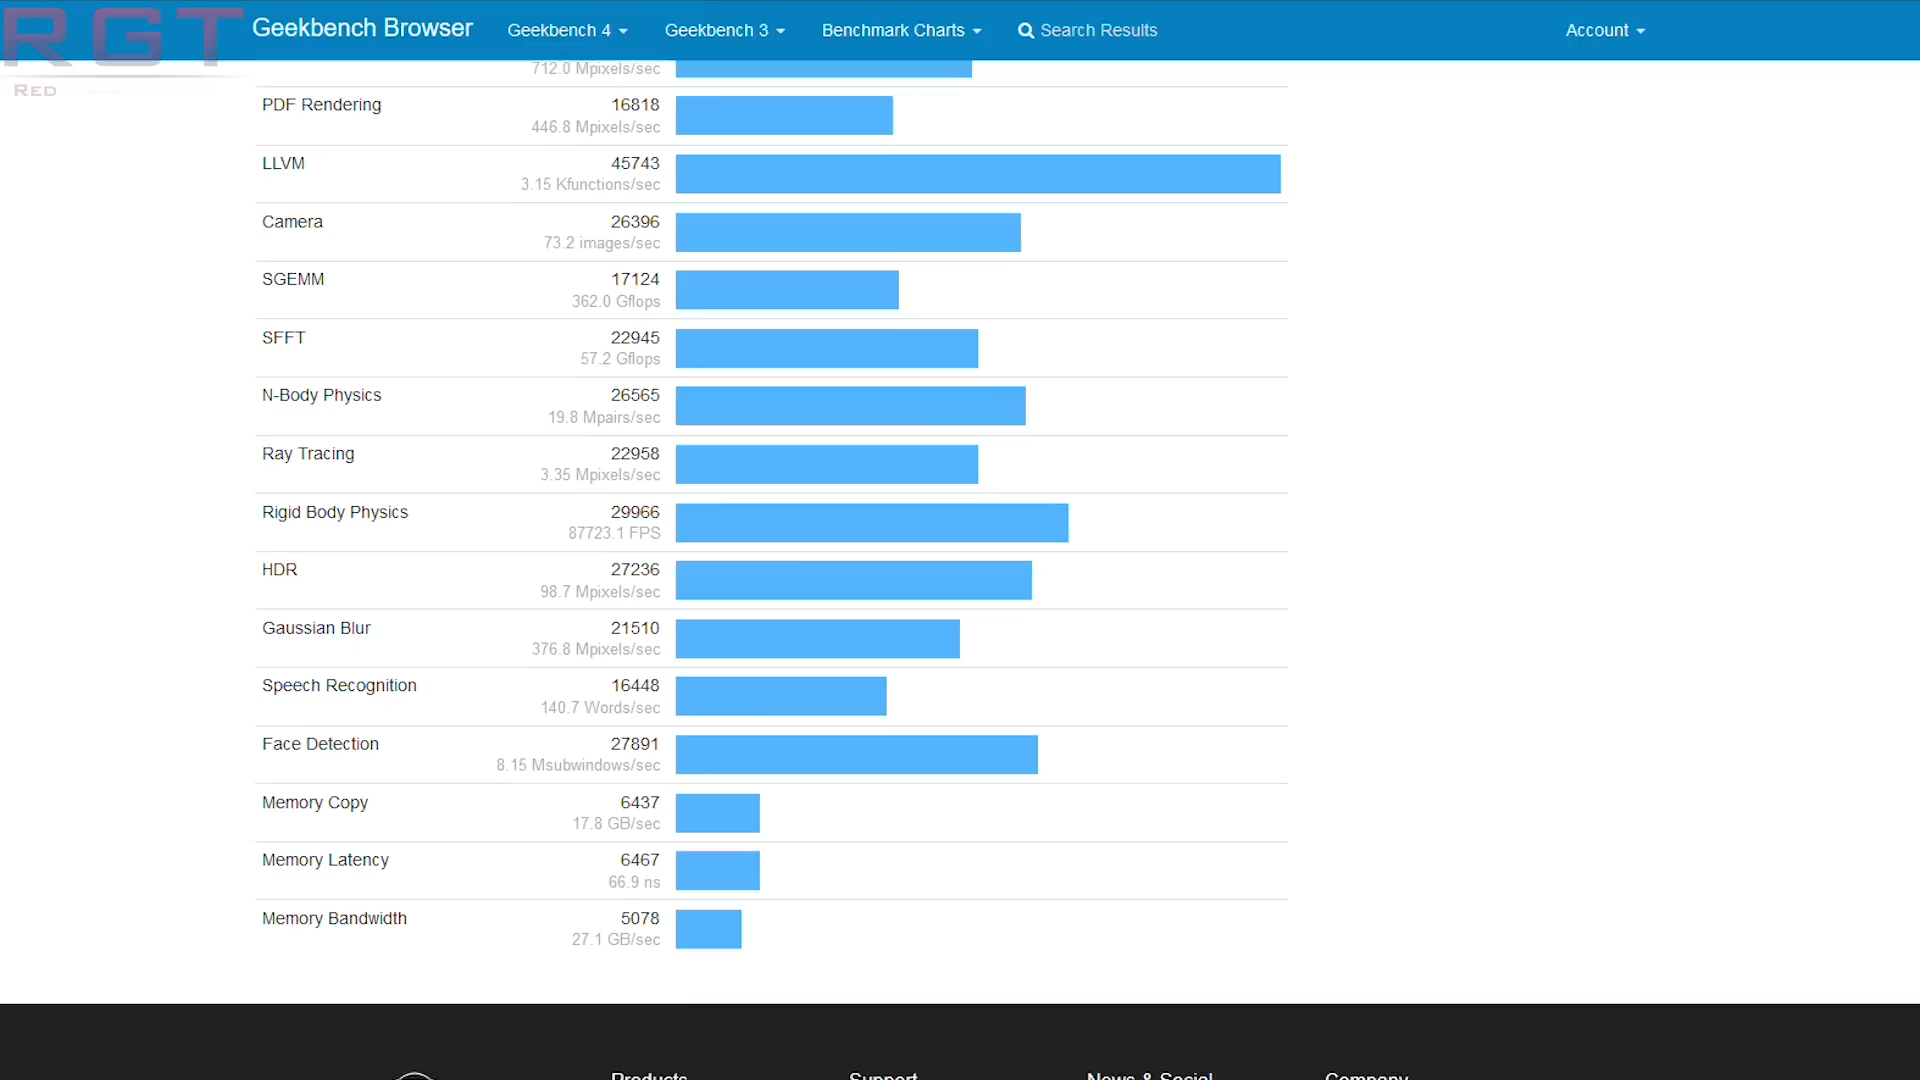 RGT
Red
Geekbench Browser Geekbench 4 Geekbench 3 Benchmark Charts Search Results Account
712.0 Mpixels/sec
PDF Rendering 16818
446.8 Mpixels/sec
LLVM 45743
3.15 Kfunctions/sec
Camera 26396
73.2 images/sec
SGEMM 17124
362.0 Gflops
SFFT 22945
57.2 Gflops
N-Body Physics 26565
19.8 Mpairs/sec
Ray Tracing 22958
3.35 Mpixels/sec
Rigid Body Physics 29966
87723.1 FPS
HDR 27236
98.7 Mpixels/sec
Gaussian Blur 21510
376.8 Mpixels/sec
Speech Recognition 16448
140.7 Words/sec
Face Detection 27891
8.15 Msubwindows/sec
Memory Copy 6437
17.8 GB/sec
Memory Latency 6467
66.9 ns
Memory Bandwidth 5078
27.1 GB/sec
Products Support News & Social Company